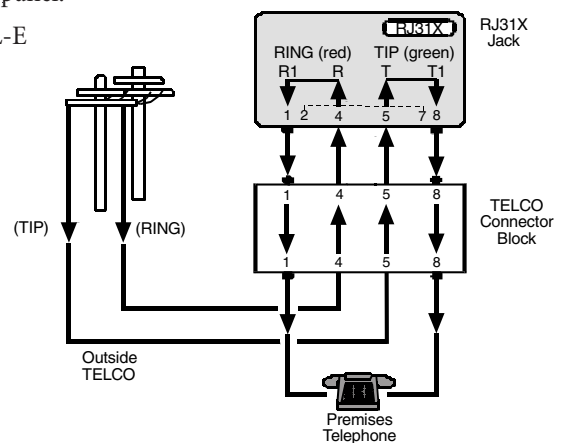 panel.
-E
RJ31X
RJ31X
Jack
RING (red) TIP (green)
R1 R T T1
1 2 4 5 7 8
1 4 5 8
TELCO
Connector
Block
(TIP) (RING)
1 4 5 8
Outside
TELCO
Premises
Telephone